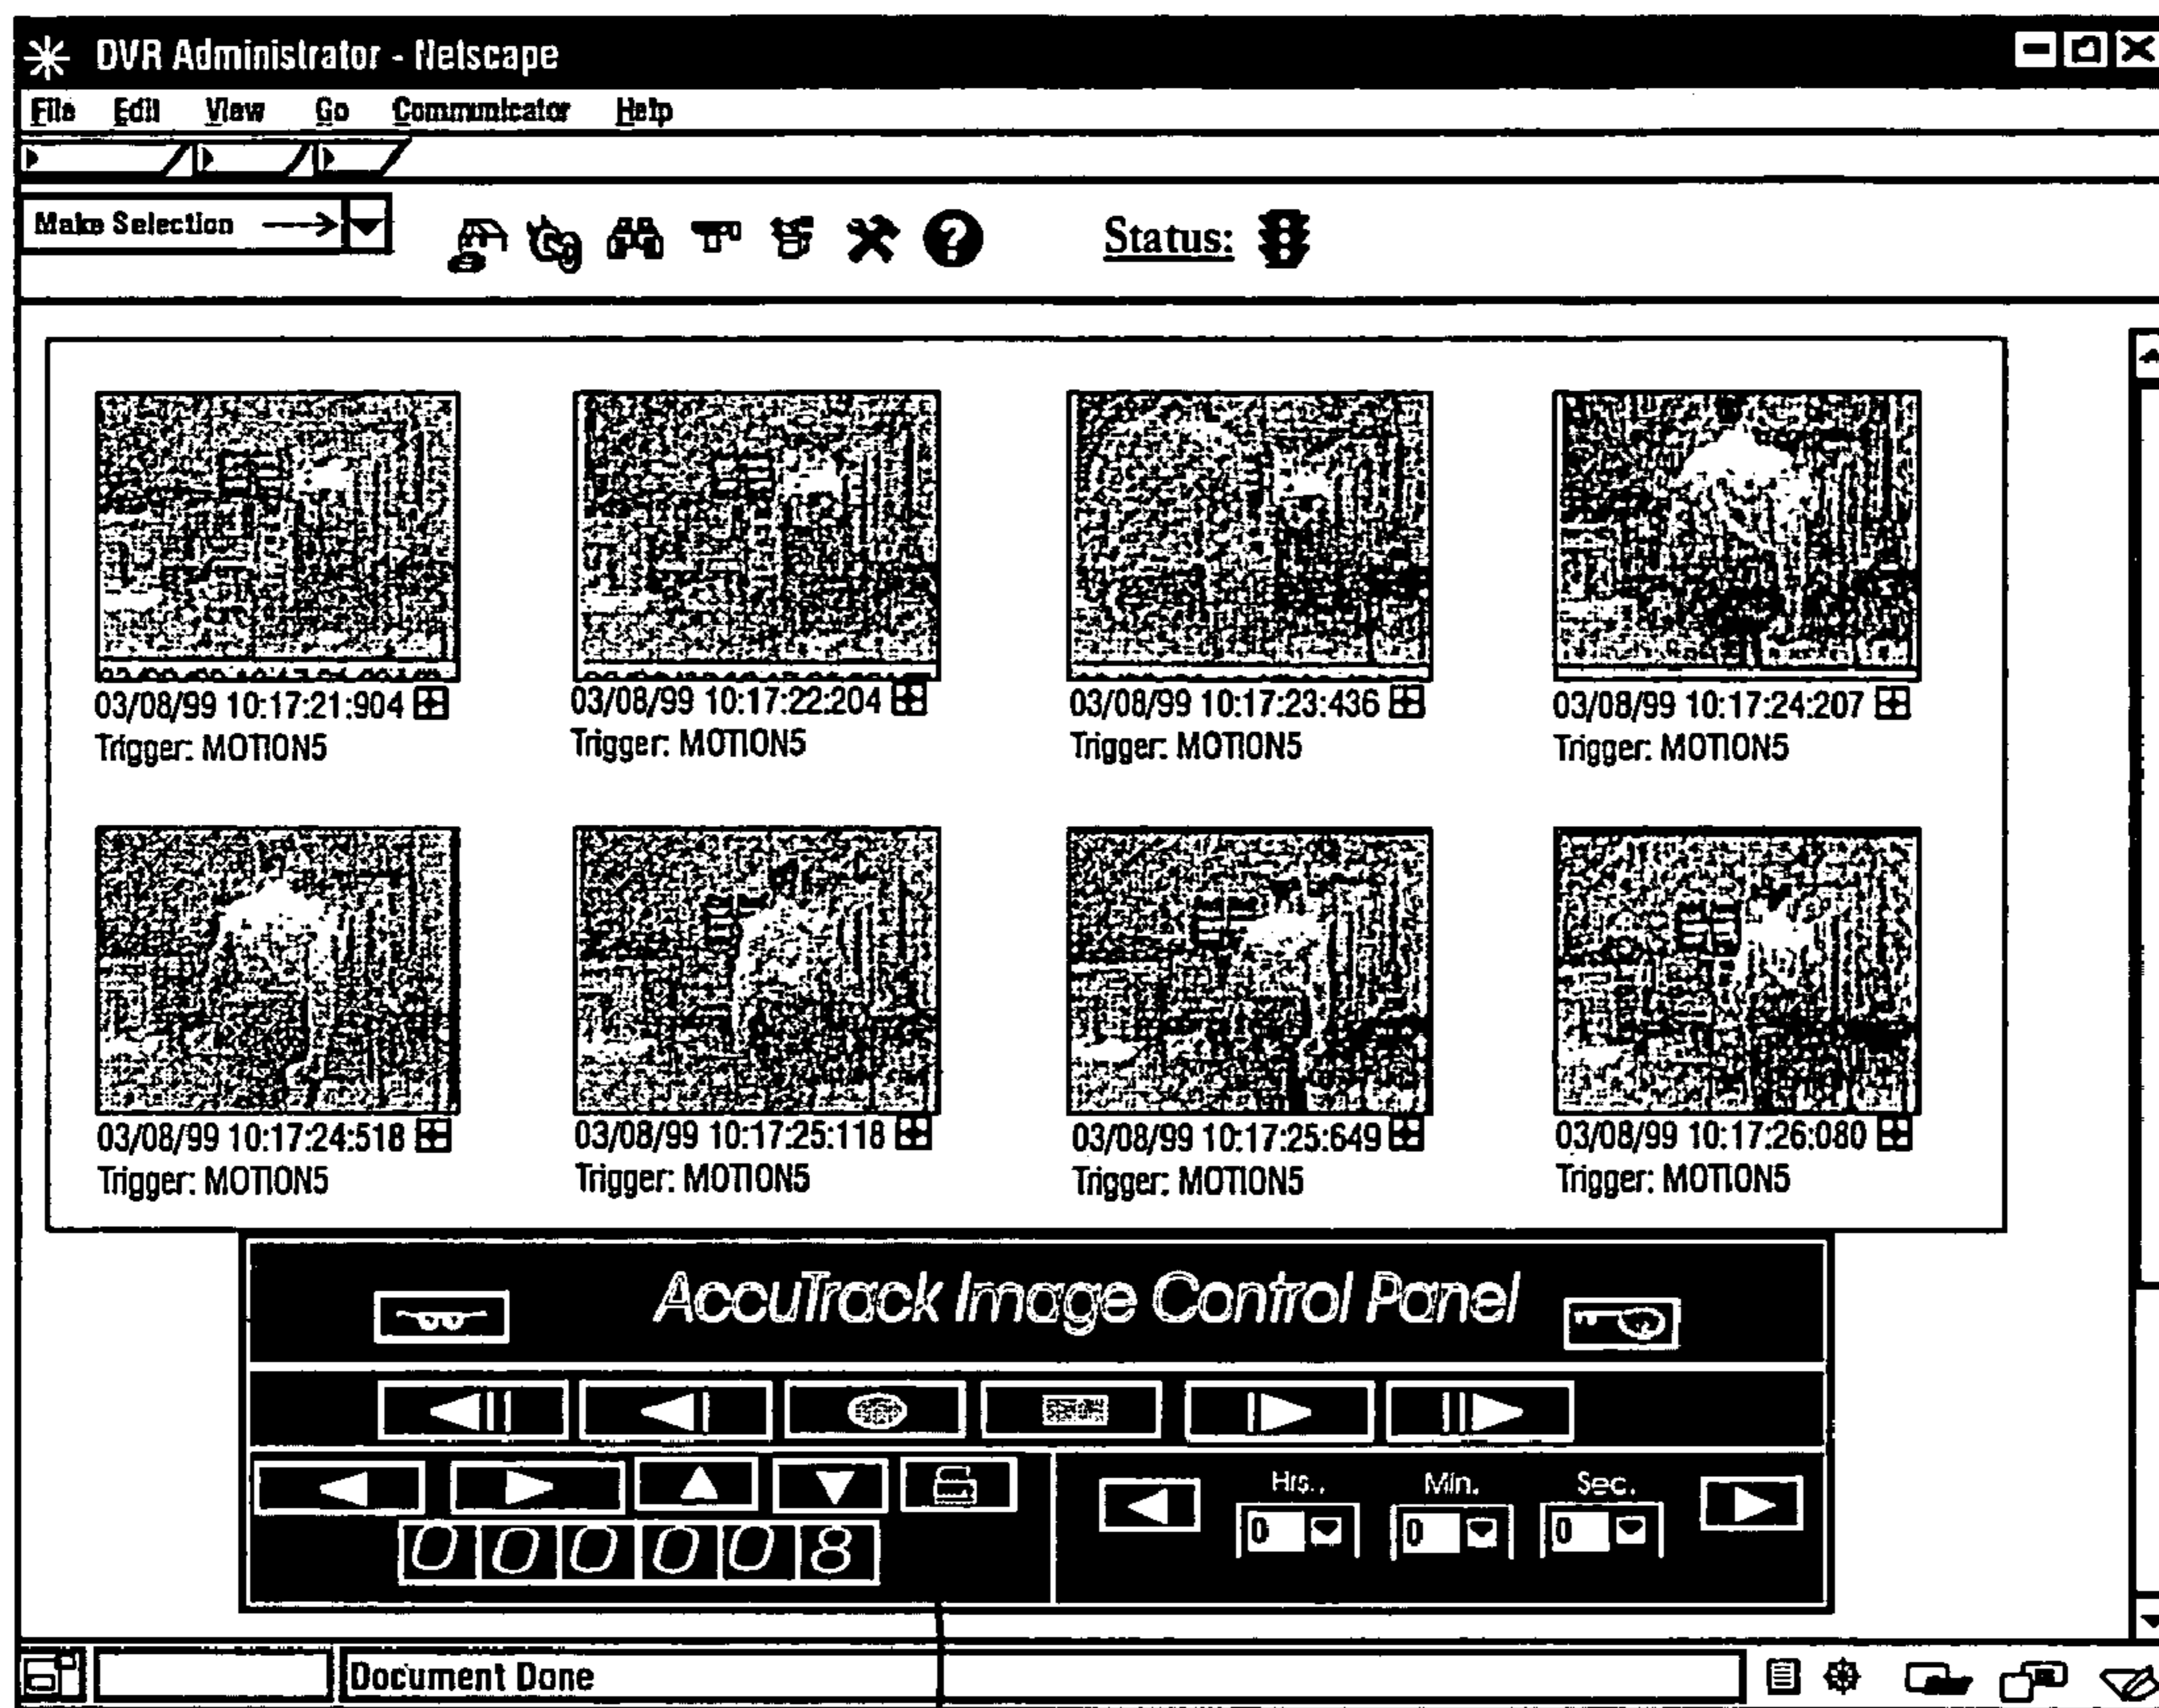 DVR Administrator - Netscape
File Edit View Go Communicator Help
Make Selection
Status:
03/08/99 10:17:21:904
Trigger: MOTION5
03/08/99 10:17:22:204
Trigger: MOTION5
03/08/99 10:17:23:436
Trigger: MOTION5
03/08/99 10:17:24:207
Trigger: MOTION5
03/08/99 10:17:24:518
Trigger: MOTION5
03/08/99 10:17:25:118
Trigger: MOTION5
03/08/99 10:17:25:649
Trigger: MOTION5
03/08/99 10:17:26:080
Trigger: MOTION5
AccuTrack Image Control Panel
Hrs. Min. Sec.
0 0 0
000008
Document Done